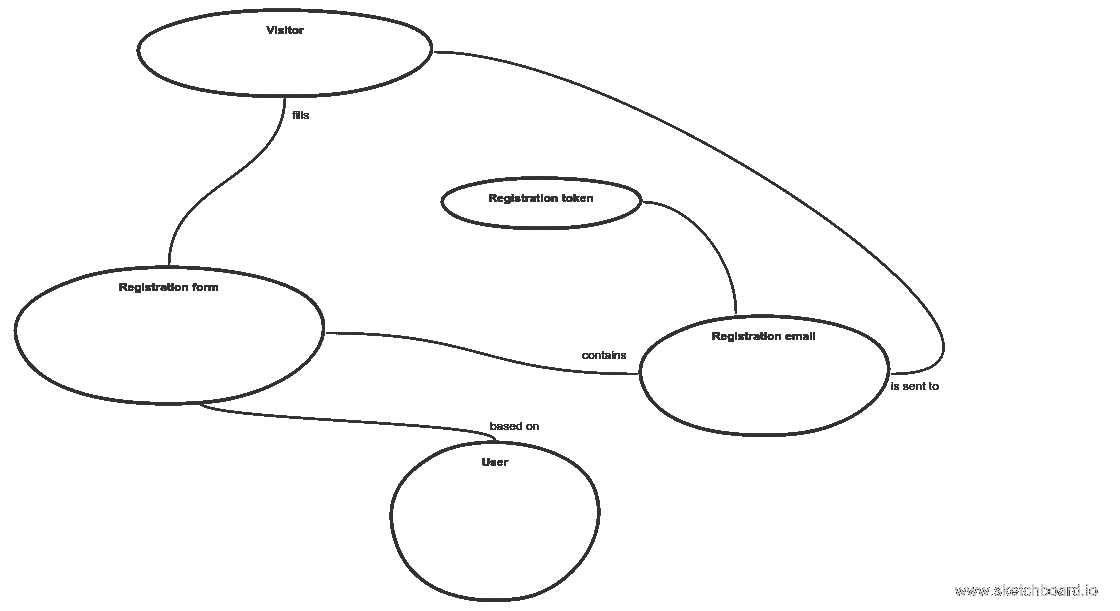 Visitor
fills
Registration token
Registration form
Registration email
contains
is sent to
based on
User
www.sketchboard.io